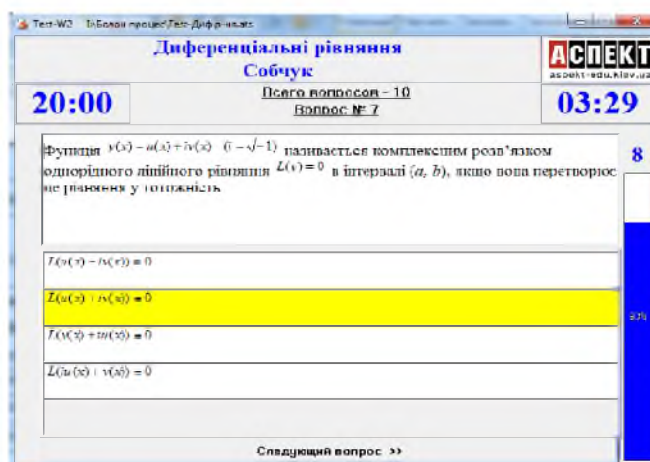 Диференціальні рівняння
Собчук
АСПЕКТ
aspekt-edu.kiev.ua
20:00
Всего вопросов - 10
Вопрос № 7
03:29
Функція y(x) = u(x) + iv(x) (i = √-1) називається комплексним розв'язком
однорідного лінійного рівняння L(y) = 0 в інтервалі (a, b), якщо вона перетворює
це рівняння у тотожність
8
L(u(x) − iv(x)) ≡ 0
L(u(x) + iv(x)) ≡ 0
L(v(x) + iu(x)) ≡ 0
L(iu(x) + v(x)) ≡ 0
Следующий вопрос >>